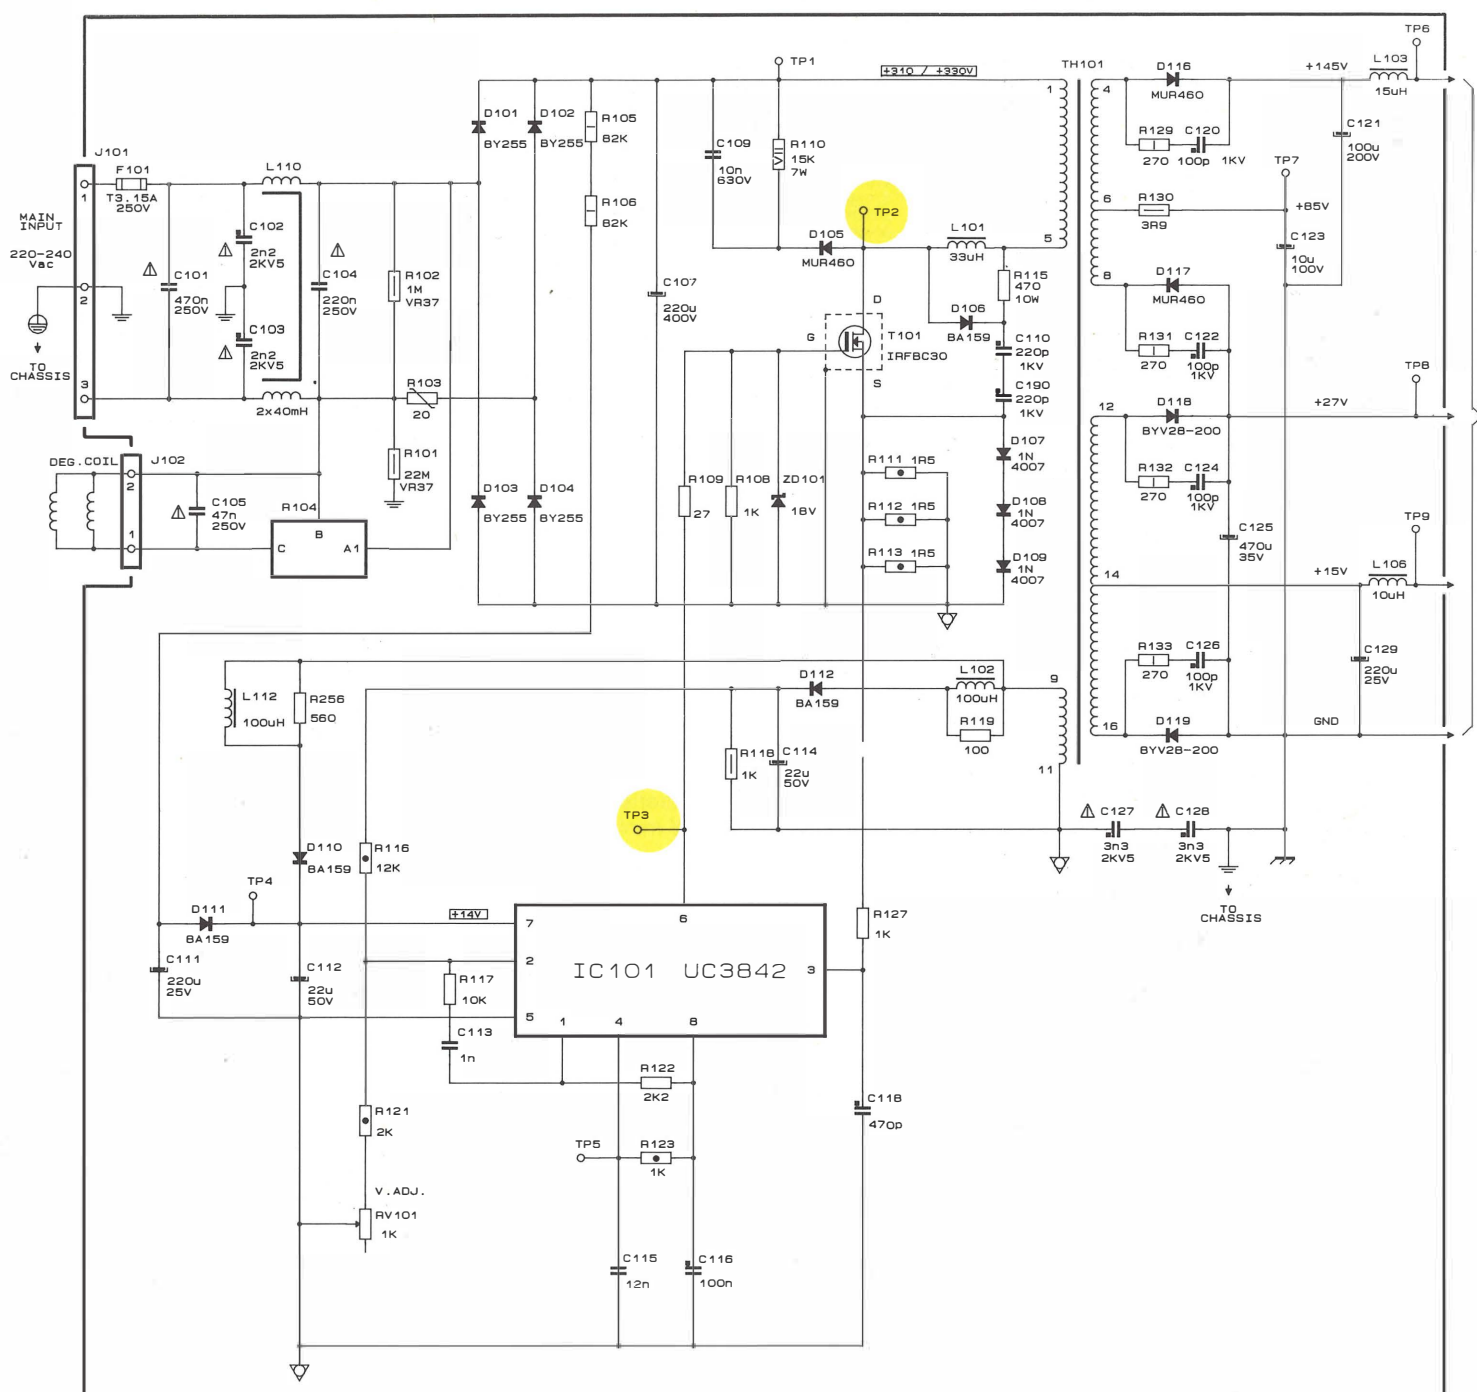 TP6
TP1
+310 / +330V
TH101
D116
MUR460
+145V
L103
15uH
1
4
D101
BY255
D102
BY255
R105
82K
C109
10n
630V
R110
15K
7W
VII
R129
270
C120
100p
1KV
C121
100u
200V
TP7
J101
F101
T3.15A
250V
L110
1
MAIN
INPUT
220-240
Vac
2
TO
CHASSIS
3
C101
470n
250V
C102
2n2
2KV5
C103
2n2
2KV5
C104
220n
250V
R102
1M
VR37
R106
82K
TP2
6
R130
3R9
+85V
D105
MUR460
L101
33uH
5
C123
10u
100V
C107
220u
400V
R115
470
10W
8
D117
MUR460
D
G
T101
IRFBC30
S
D106
BA159
C110
220p
1KV
C190
220p
1KV
R131
270
C122
100p
1KV
TP8
2x40mH
R103
20
12
D118
BYV28-200
+27V
DEG.COIL
J102
2
1
C105
47n
250V
R104
B
C
A1
R101
22M
VR37
D103
BY255
D104
BY255
R109
27
R108
1K
ZD101
18V
R111 1R5
R112 1R5
R113 1R5
D107
1N
4007
D108
1N
4007
D109
1N
4007
R132
270
C124
100p
1KV
C125
470u
35V
TP9
14
+15V
L106
10uH
L112
100uH
R256
560
D112
BA159
L102
100uH
R119
100
9
11
R133
270
C126
100p
1KV
C129
220u
25V
16
D119
BYV28-200
GND
R118
1K
C114
22u
50V
TP3
C127
3n3
2KV5
C128
3n3
2KV5
TO
CHASSIS
D110
BA159
R116
12K
TP4
D111
BA159
+14V
C111
220u
25V
C112
22u
50V
R117
10K
C113
1n
7
6
2
IC101 UC3842
3
5
1
4
8
R127
1K
R122
2K2
R121
2K
C118
470p
TP5
R123
1K
V.ADJ.
RV101
1K
C115
12n
C116
100n